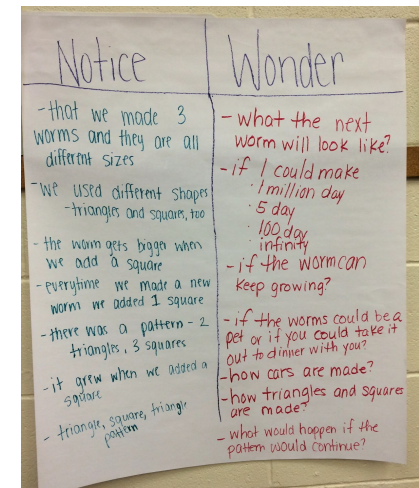 Notice
- that we made 3
worms and they are all
different sizes
- we used different shapes
- triangles and squares, too
- the worm gets bigger when
we add a square
- everytime we made a new
worm we added 1 square
- there was a pattern - 2
triangles, 3 squares
- it grew when we added a
square
- triangle, square, triangle
pattern
Wonder
- what the next
worm will look like?
- if I could make
· 1 million day
· 5 day
· 100 day
· infinity
- if the worm can
keep growing?
- if the worms could be a
pet or if you could take it
out to dinner with you?
- how cars are made?
- how triangles and squares
are made?
- what would happen if the
pattern would continue?